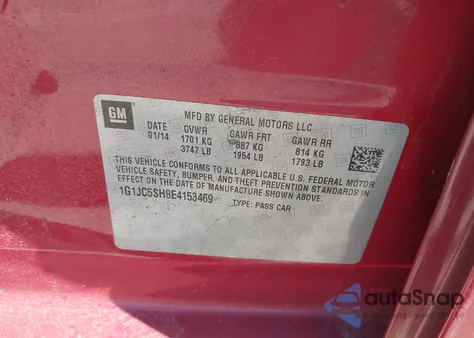 GM
MFD BY GENERAL MOTORS LLC
DATE GVWR GAWR FRT GAWR RR
01/14 1701 KG 887 KG 814 KG
3747 LB 1954 LB 1793 LB
THIS VEHICLE CONFORMS TO ALL APPLICABLE U.S. FEDERAL MOTOR
VEHICLE SAFETY, BUMPER, AND THEFT PREVENTION STANDARDS
IN EFFECT ON THE DATE OF MANUFACTURE SHOWN ABOVE.
1G1JC5SH8E4153469 TYPE: PASS CAR
autoSnap